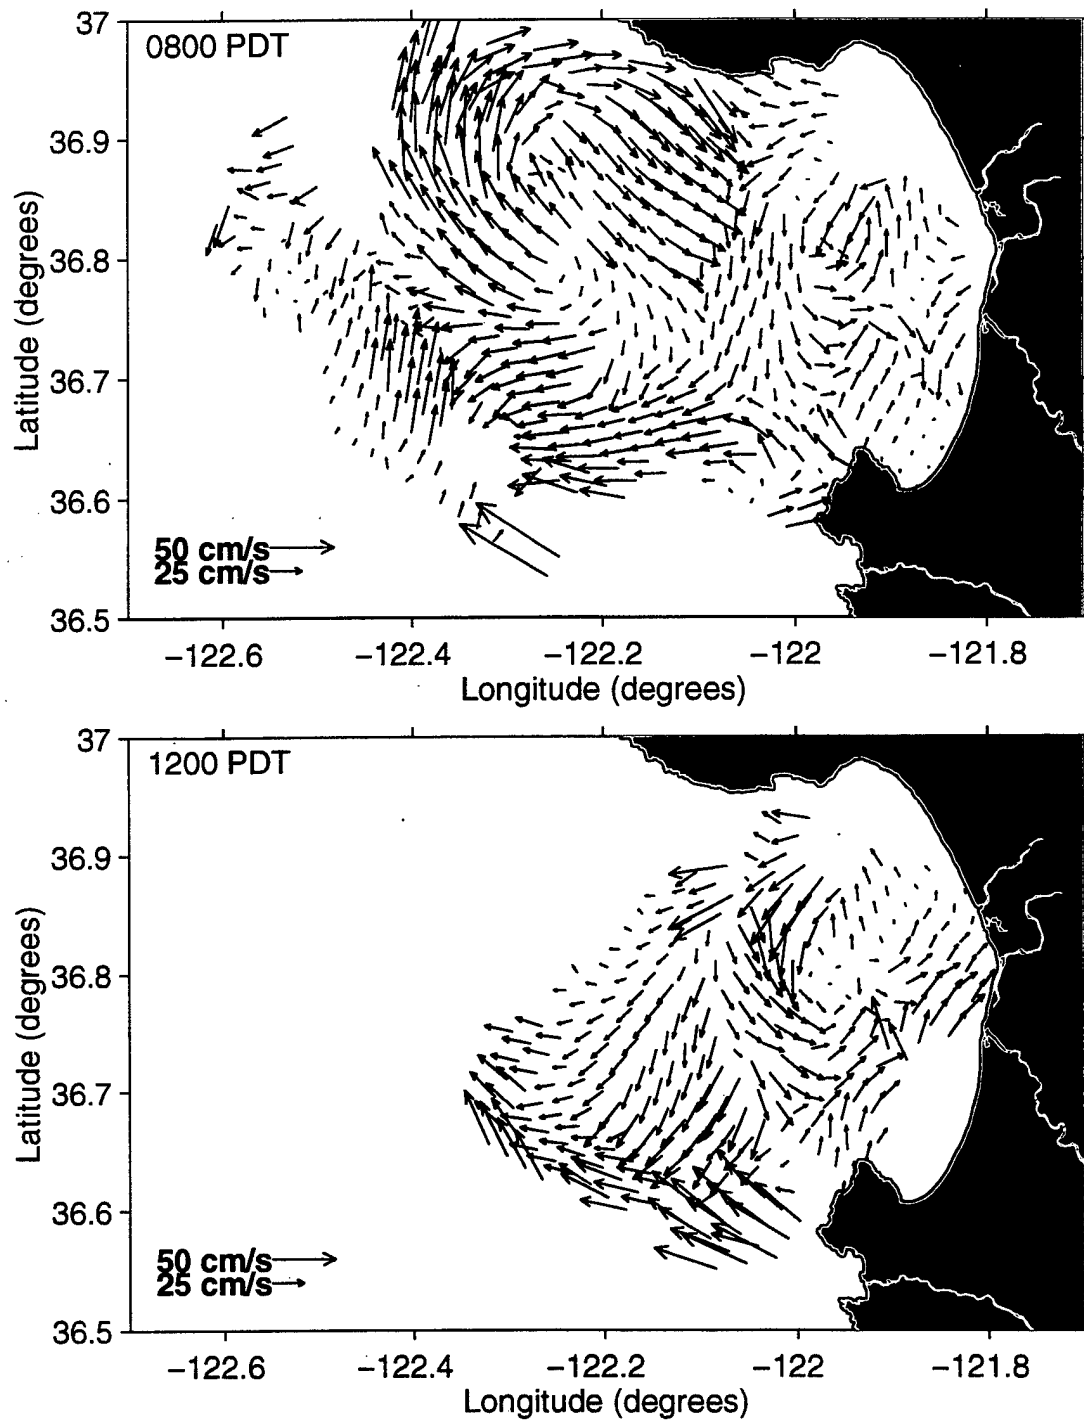 37
0800 PDT
36.9
36.8
36.7
36.6
36.5
Latitude (degrees)
50 cm/s
25 cm/s
−122.6 −122.4 −122.2 −122 −121.8
Longitude (degrees)
37
1200 PDT
36.9
36.8
36.7
36.6
36.5
Latitude (degrees)
50 cm/s
25 cm/s
−122.6 −122.4 −122.2 −122 −121.8
Longitude (degrees)